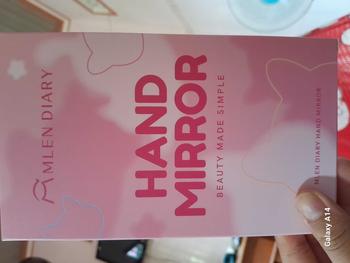 AMLEN DIARY
HAND
MIRROR
BEAUTY MADE SIMPLE
MLEN DIARY HAND MIRROR
Galaxy A14